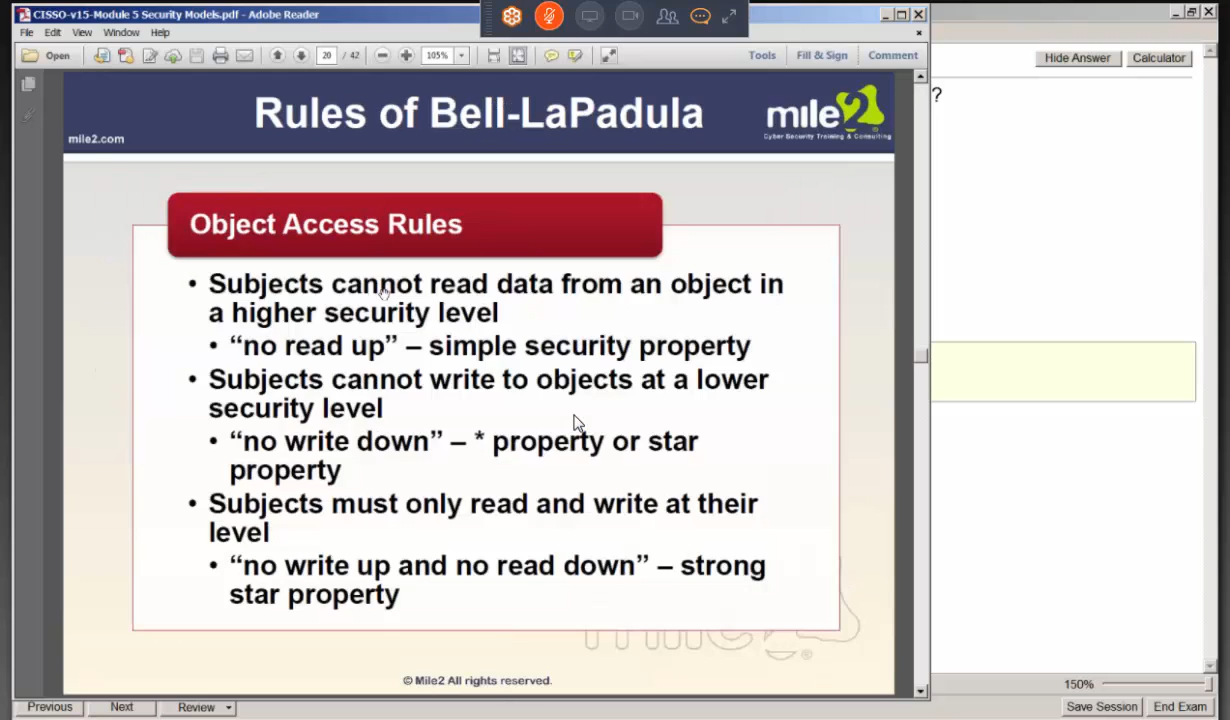 CISSO-v15-Module 5 Security Models.pdf - Adobe Reader
File Edit View Window Help
Open 20 / 42 105% Tools Fill & Sign Comment
Hide Answer Calculator
?
Rules of Bell-LaPadula
mile2.com
mile2
Cyber Security Training & Consulting
Object Access Rules
• Subjects cannot read data from an object in
a higher security level
• “no read up” – simple security property
• Subjects cannot write to objects at a lower
security level
• “no write down” – * property or star
property
• Subjects must only read and write at their
level
• “no write up and no read down” – strong
star property
© Mile2 All rights reserved.
150%
Previous Next Review Save Session End Exam